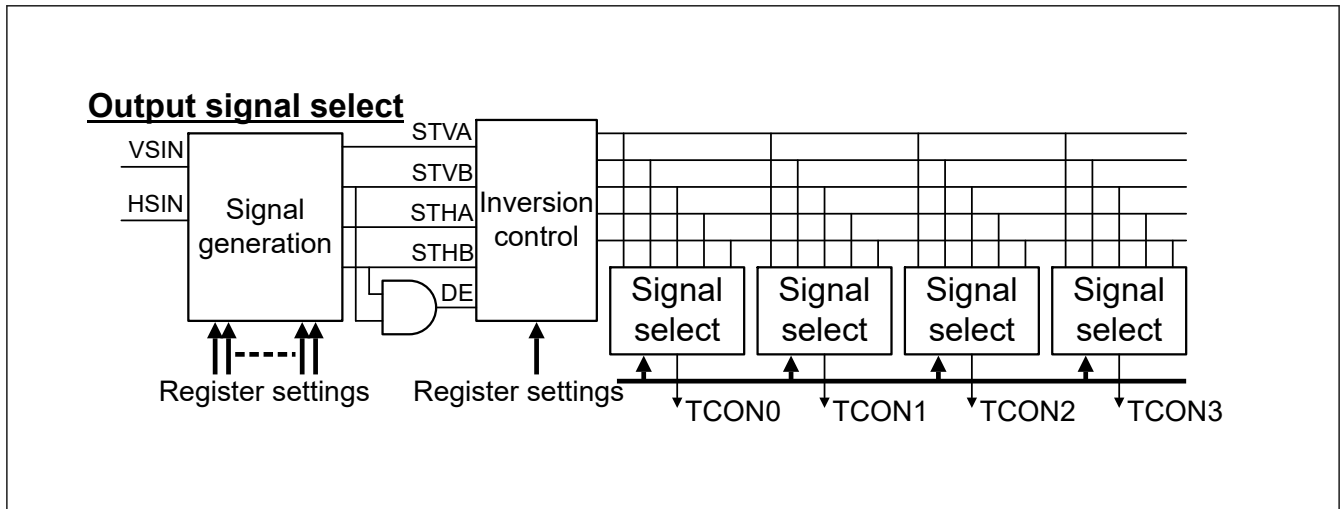 Output signal select
VSIN
HSIN
Signal
generation
STVA
STVB
STHA
STHB
DE
Inversion
control
Signal
select
Signal
select
Signal
select
Signal
select
Register settings
Register settings
TCON0
TCON1
TCON2
TCON3